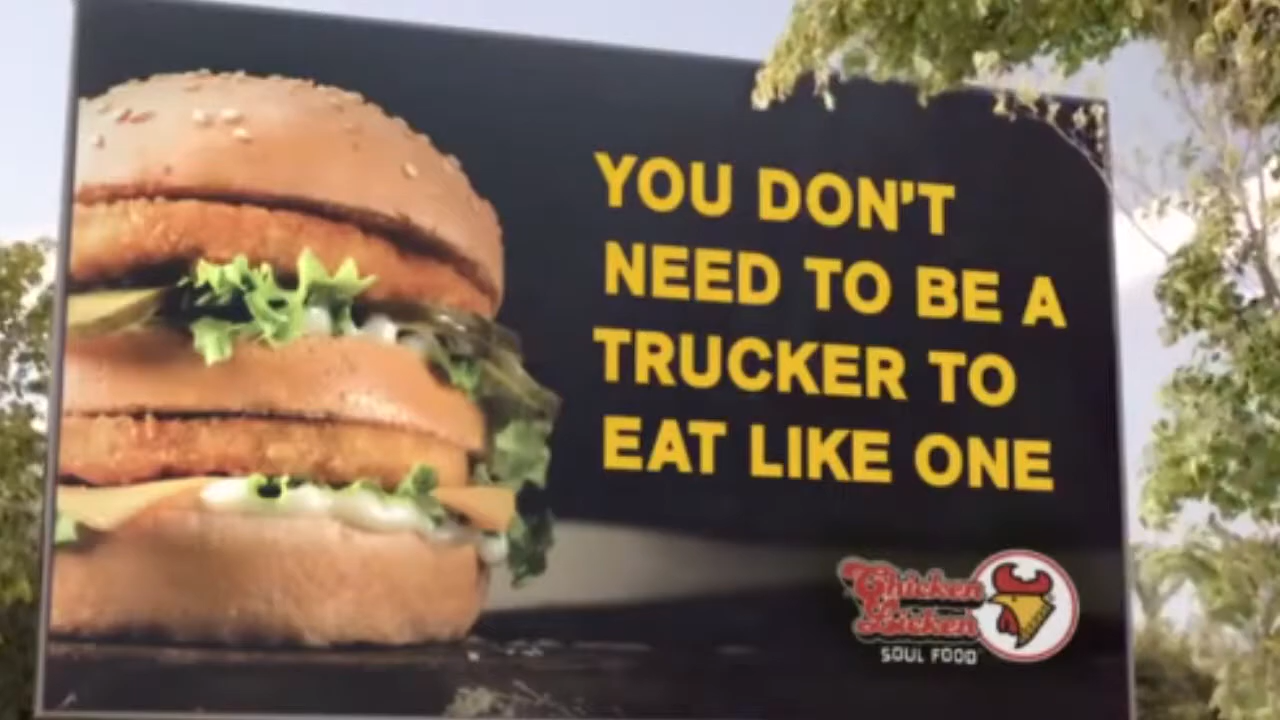 YOU DON'T
NEED TO BE A
TRUCKER TO
EAT LIKE ONE
Chicken
Licken
SOUL FOOD